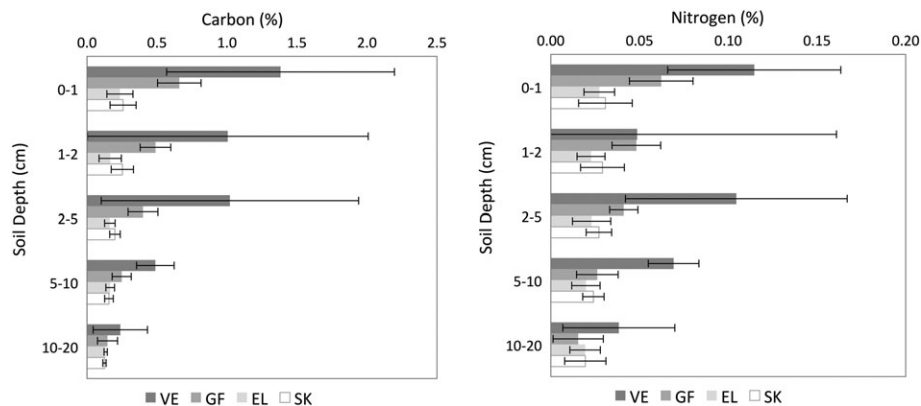 Carbon (%)
0.0 0.5 1.0 1.5 2.0 2.5
Soil Depth (cm)
0-1
1-2
2-5
5-10
10-20
VE GF EL SK
Nitrogen (%)
0.00 0.05 0.10 0.15 0.20
Soil Depth (cm)
0-1
1-2
2-5
5-10
10-20
VE GF EL SK